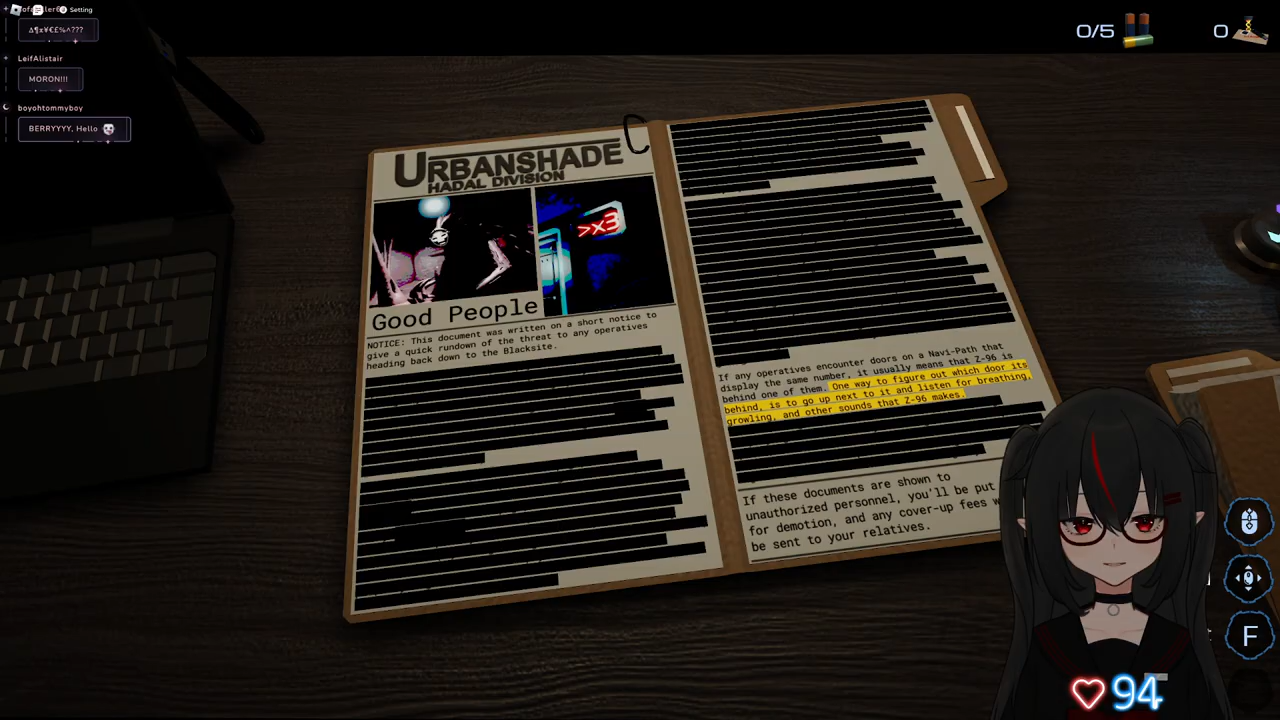 Setting
∆¶±¥€£%^???
LeifAlistair
MORON!!!
boyohtommyboy
BERRYYYY, Hello
0/5
0
URBANSHADE
HADAL DIVISION
>x3
Good People
NOTICE: This document was written on a short notice to
give a quick rundown of the threat to any operatives
heading back down to the Blacksite.
If any operatives encounter doors on a Navi-Path that
display the same number, it usually means that Z-96 is
behind one of them. One way to figure out which door its
behind, is to go up next to it and listen for breathing,
growling, and other sounds that Z-96 makes.
If these documents are shown to
unauthorized personnel, you'll be put
for demotion, and any cover-up fees w
be sent to your relatives.
F
94